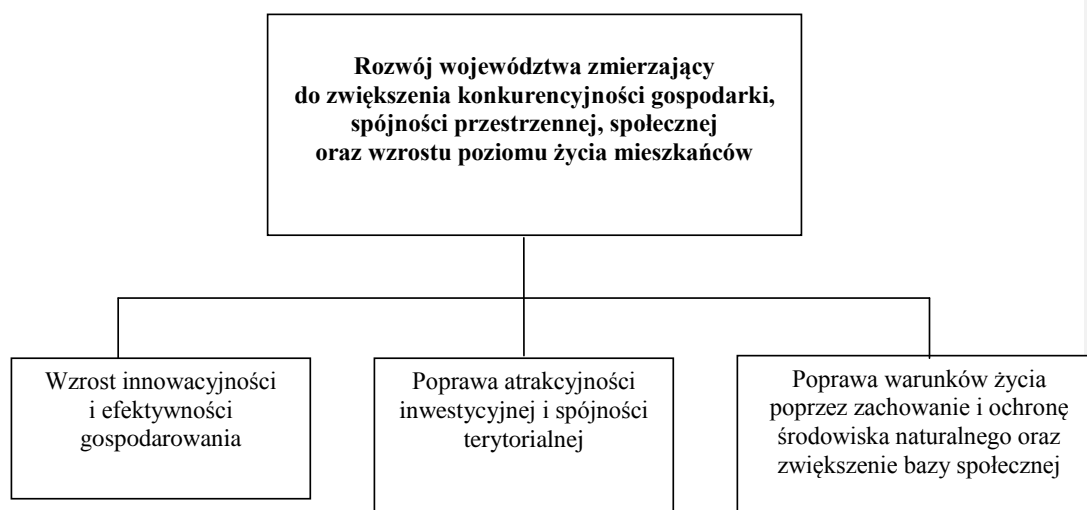 Rozwój województwa zmierzający
do zwiększenia konkurencyjności gospodarki,
spójności przestrzennej, społecznej
oraz wzrostu poziomu życia mieszkańców
Wzrost innowacyjności
i efektywności
gospodarowania
Poprawa atrakcyjności
inwestycyjnej i spójności
terytorialnej
Poprawa warunków życia
poprzez zachowanie i ochronę
środowiska naturalnego oraz
zwiększenie bazy społecznej